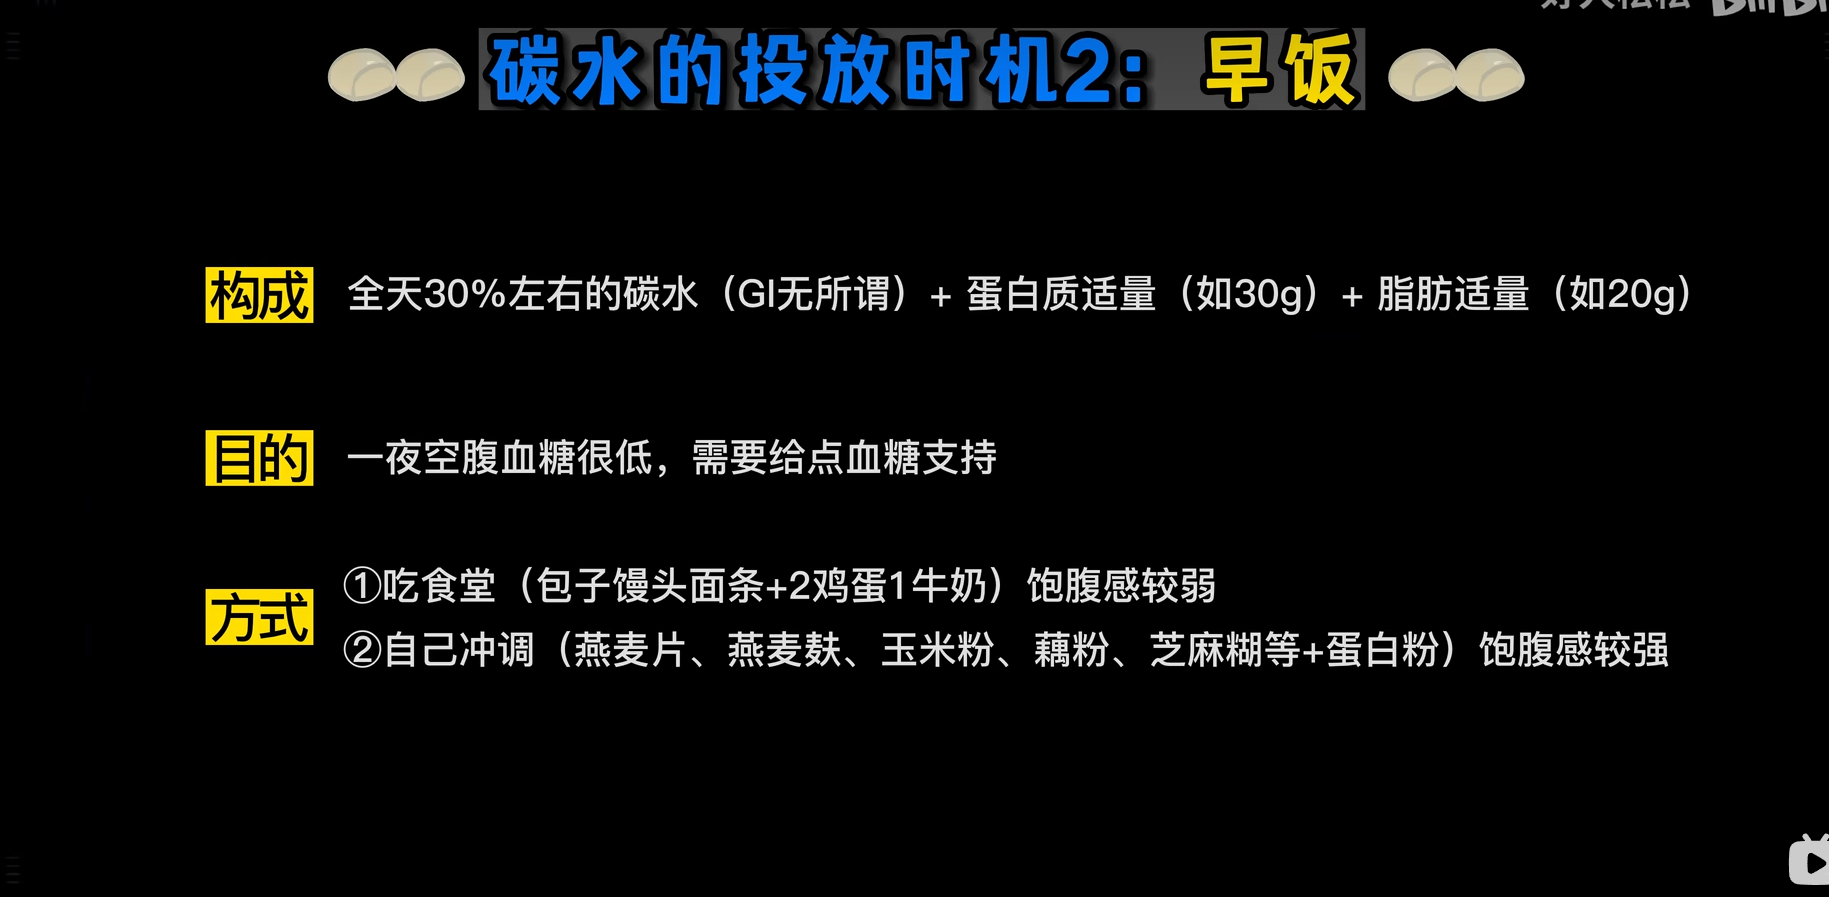 碳水的投放时机2：早饭
构成 全天30%左右的碳水（GI无所谓）+ 蛋白质适量（如30g）+ 脂肪适量（如20g）
目的 一夜空腹血糖很低，需要给点血糖支持
方式 ①吃食堂（包子馒头面条+2鸡蛋1牛奶）饱腹感较弱
②自己冲调（燕麦片、燕麦麸、玉米粉、藕粉、芝麻糊等+蛋白粉）饱腹感较强